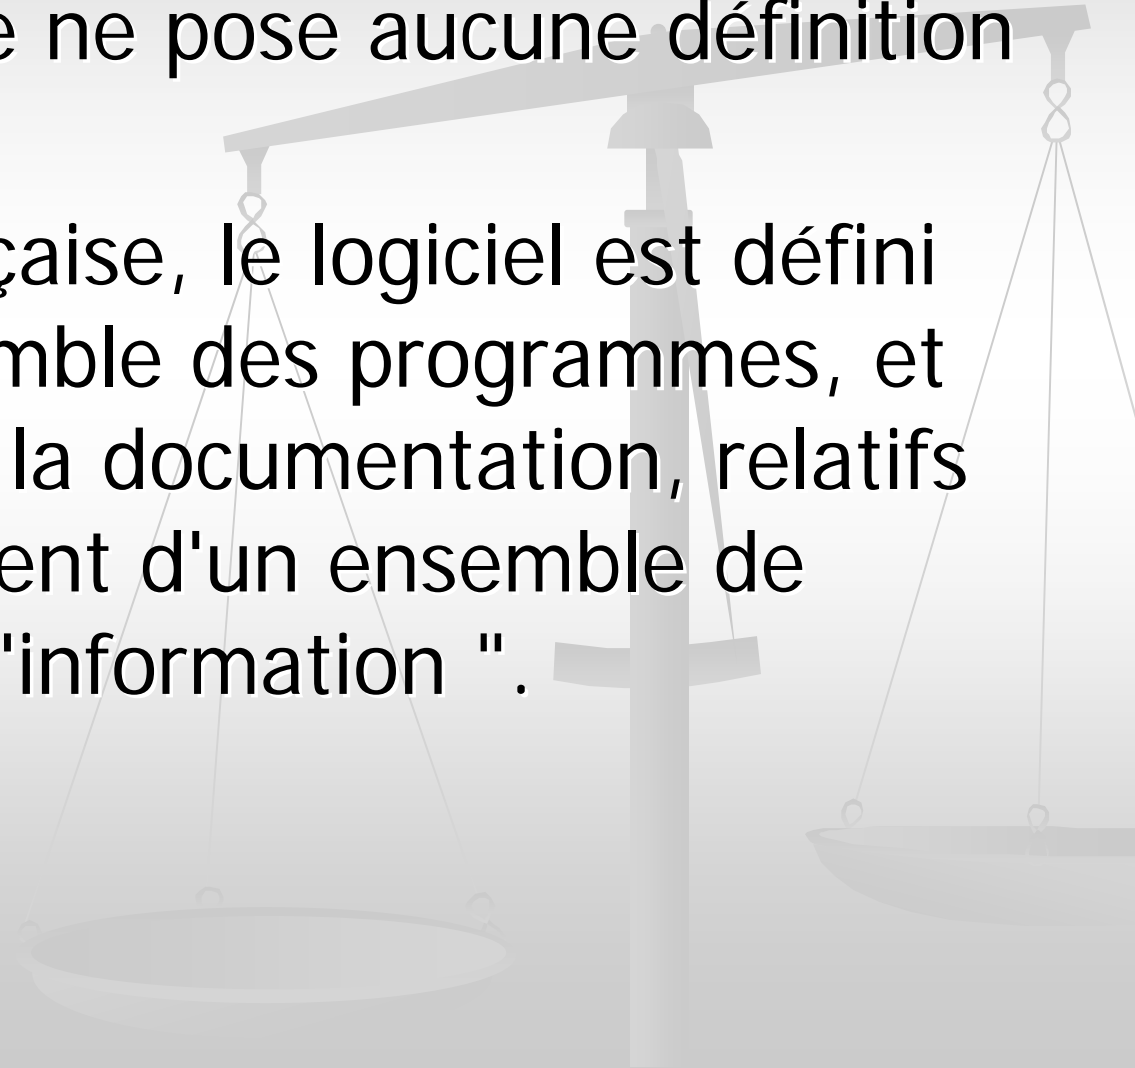 e ne pose aucune définition
çaise, le logiciel est défini
mble des programmes, et
la documentation, relatifs
ent d'un ensemble de
'information ".